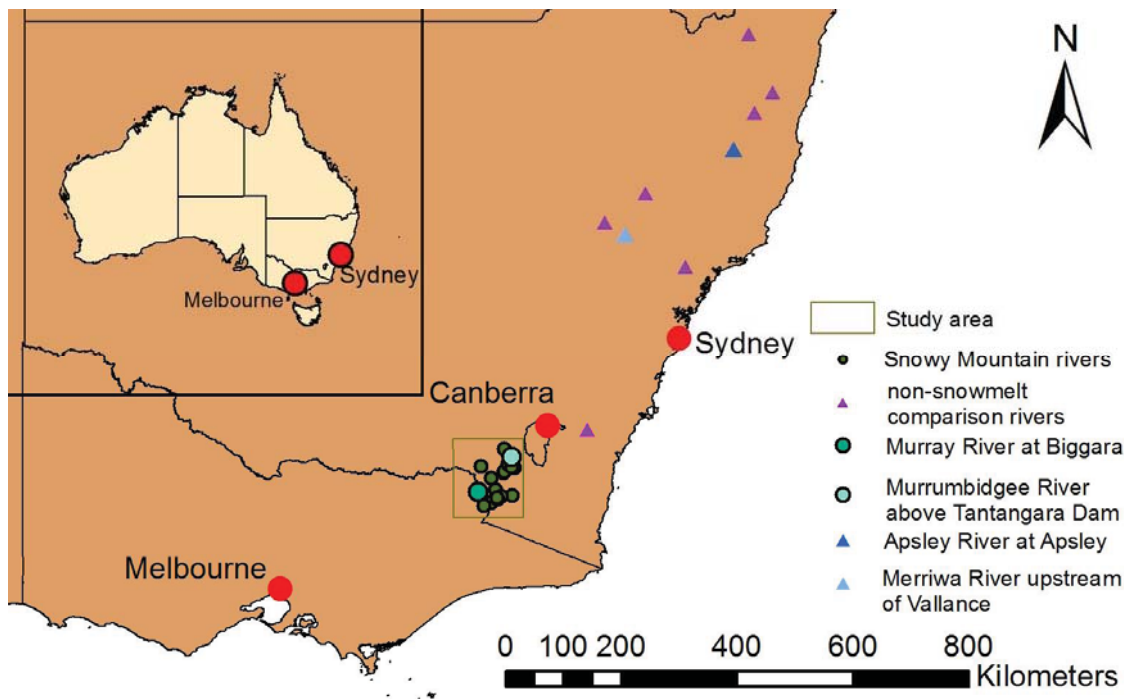 N
Sydney
Melbourne
Sydney
Canberra
Melbourne
Study area
Snowy Mountain rivers
non-snowmelt
comparison rivers
Murray River at Biggara
Murrumbidgee River
above Tantangara Dam
Apsley River at Apsley
Merriwa River upstream
of Vallance
0 100 200 400 600 800
Kilometers